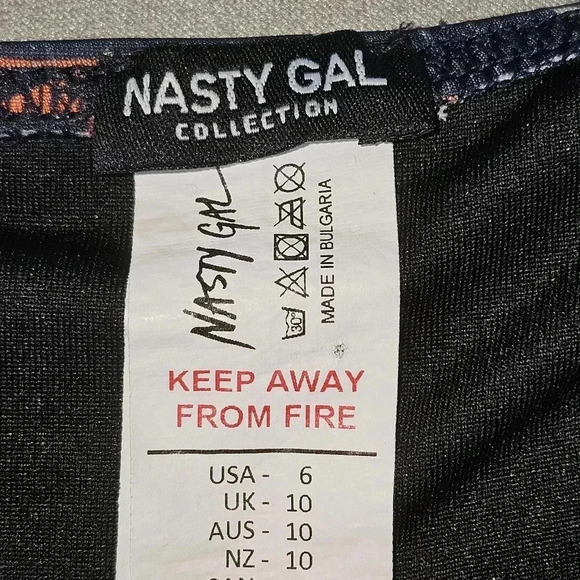 NASTY GAL
COLLECTION
NASTY GAL
30°
MADE IN BULGARIA
KEEP AWAY
FROM FIRE
USA - 6
UK - 10
AUS - 10
NZ - 10